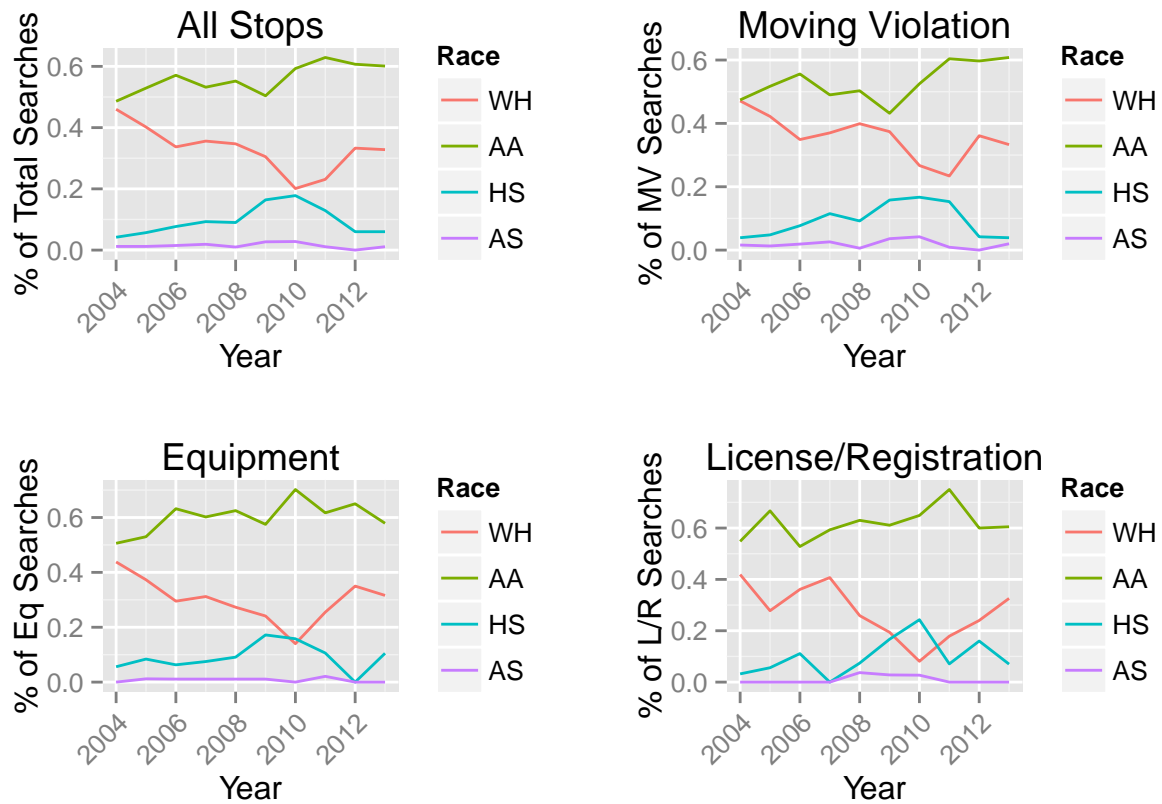 All Stops
% of Total Searches
0.6
0.4
0.2
0.0
2004
2006
2008
2010
2012
Year
Race
WH
AA
HS
AS
Moving Violation
% of MV Searches
0.6
0.4
0.2
0.0
2004
2006
2008
2010
2012
Year
Race
WH
AA
HS
AS
Equipment
% of Eq Searches
0.6
0.4
0.2
0.0
2004
2006
2008
2010
2012
Year
Race
WH
AA
HS
AS
License/Registration
% of L/R Searches
0.6
0.4
0.2
0.0
2004
2006
2008
2010
2012
Year
Race
WH
AA
HS
AS